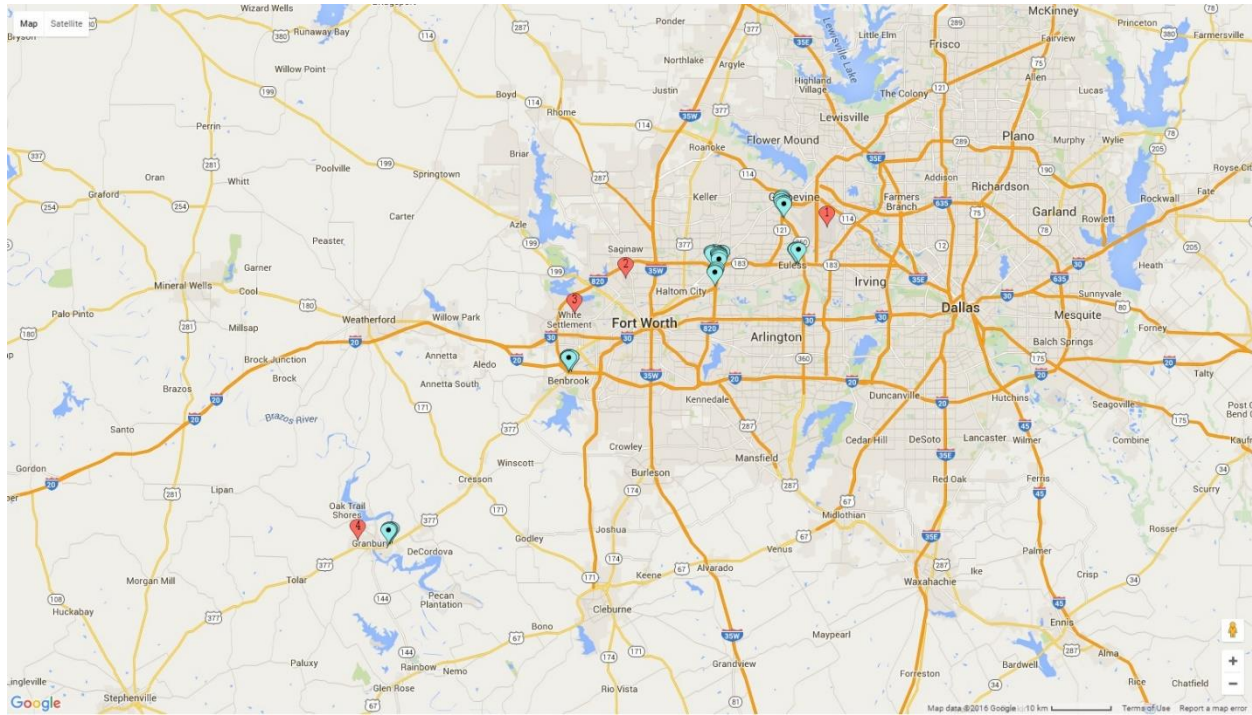 Map Satellite
Wizard Wells
Bridgeport
Ponder
McKinney
Princeton
Farmersville
Bryson
Runaway Bay
Little Elm
Lewisville Lake
Frisco
Fairview
Northlake
Argyle
Willow Point
Highland Village
Allen
Justin
Lucas
Boyd
The Colony
Rhome
Lewisville
Perrin
Flower Mound
Plano
Murphy
Wylie
Briar
Roanoke
Oran
Whitt
Poolville
Springtown
Keller
Addison
Richardson
Royse City
Graford
Grapevine
Farmers Branch
Garland
Rowlett
Rockwall
Fate
Carter
Azle
Peaster
Saginaw
Euless
Garner
Irving
Heath
Mineral Wells
Cool
Haltom City
Sunnyvale
Palo Pinto
Millsap
Weatherford
Willow Park
White Settlement
Fort Worth
Arlington
Dallas
Mesquite
Forney
Balch Springs
Annetta
Aledo
Brock Junction
Brock
Annetta South
Benbrook
Talty
Brazos
Kennedale
Duncanville
Hutchins
Seagoville
Brazos River
Santo
Crowley
Cedar Hill
DeSoto
Lancaster
Wilmer
Combine
Mansfield
Gordon
Winscott
Burleson
Cresson
Red Oak
Ferris
Scurry
Lipan
Oak Trail Shores
Midlothian
Joshua
Rosser
Granbury
DeCordova
Godley
Venus
Palmer
Tolar
Morgan Mill
Keene
Alvarado
Ike
Crisp
Waxahachie
Huckabay
Pecan Plantation
Cleburne
Ennis
Bono
Maypearl
Paluxy
Rainbow
Nemo
Grandview
Bardwell
Alma
Lingleville
Glen Rose
Rio Vista
Forreston
Rice
Chatfield
Stephenville
1
2
3
4
Google
Map data ©2016 Google
10 km
Terms of Use
Report a map error